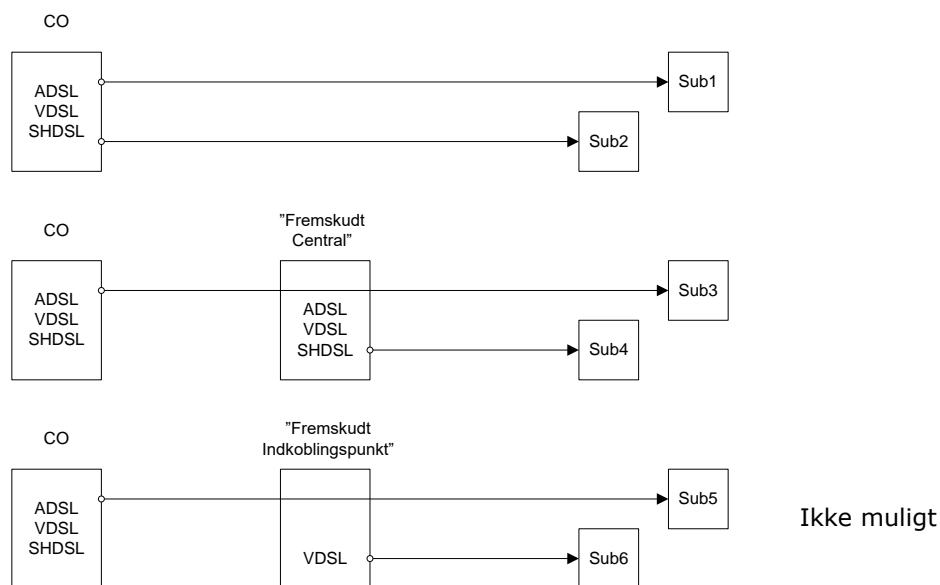 CO
ADSL
VDSL
SHDSL
Sub1
Sub2
CO
"Fremskudt
Central"
ADSL
VDSL
SHDSL
ADSL
VDSL
SHDSL
Sub3
Sub4
CO
"Fremskudt
Indkoblingspunkt"
ADSL
VDSL
SHDSL
VDSL
Sub5
Sub6
Ikke muligt